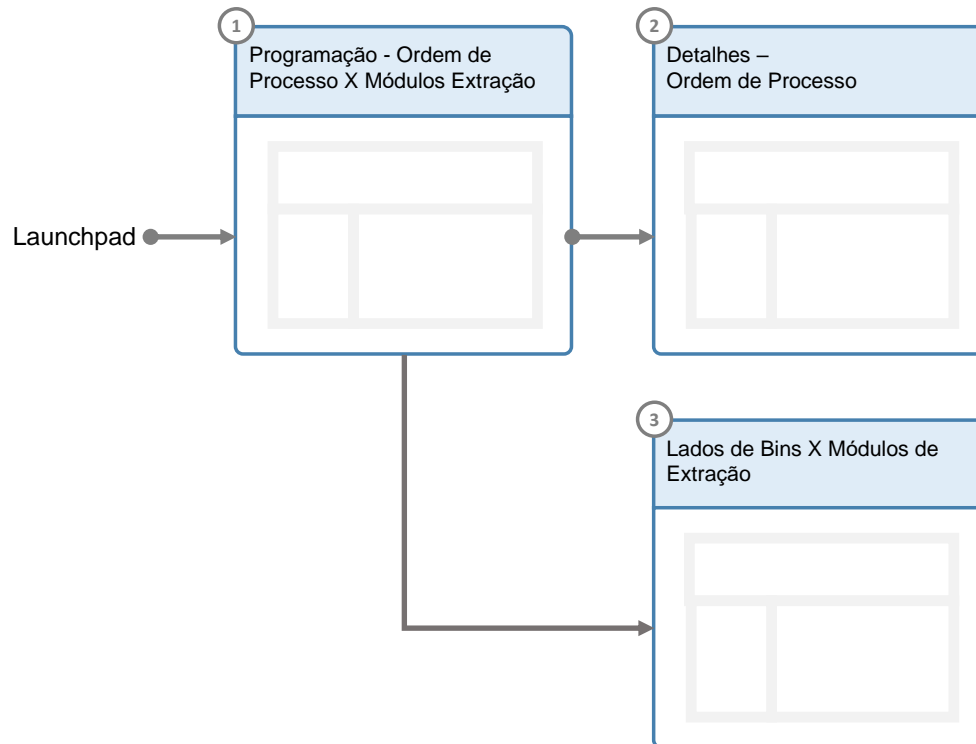 1
Programação - Ordem de
Processo X Módulos Extração
2
Detalhes –
Ordem de Processo
Launchpad
3
Lados de Bins X Módulos de
Extração